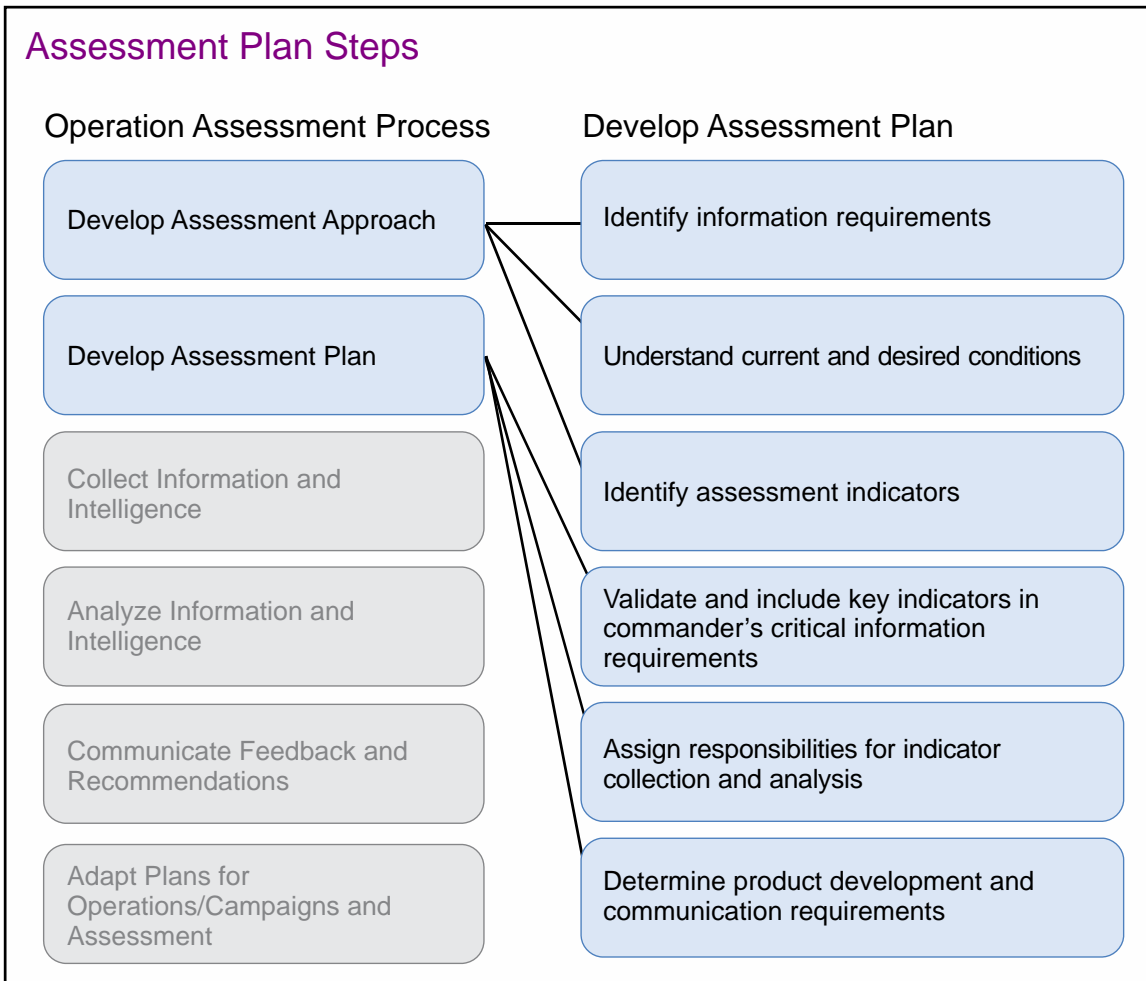 Assessment Plan Steps
Operation Assessment Process
Develop Assessment Plan
Develop Assessment Approach
Develop Assessment Plan
Collect Information and
Intelligence
Analyze Information and
Intelligence
Communicate Feedback and
Recommendations
Adapt Plans for
Operations/Campaigns and
Assessment
Identify information requirements
Understand current and desired conditions
Identify assessment indicators
Validate and include key indicators in
commander’s critical information
requirements
Assign responsibilities for indicator
collection and analysis
Determine product development and
communication requirements